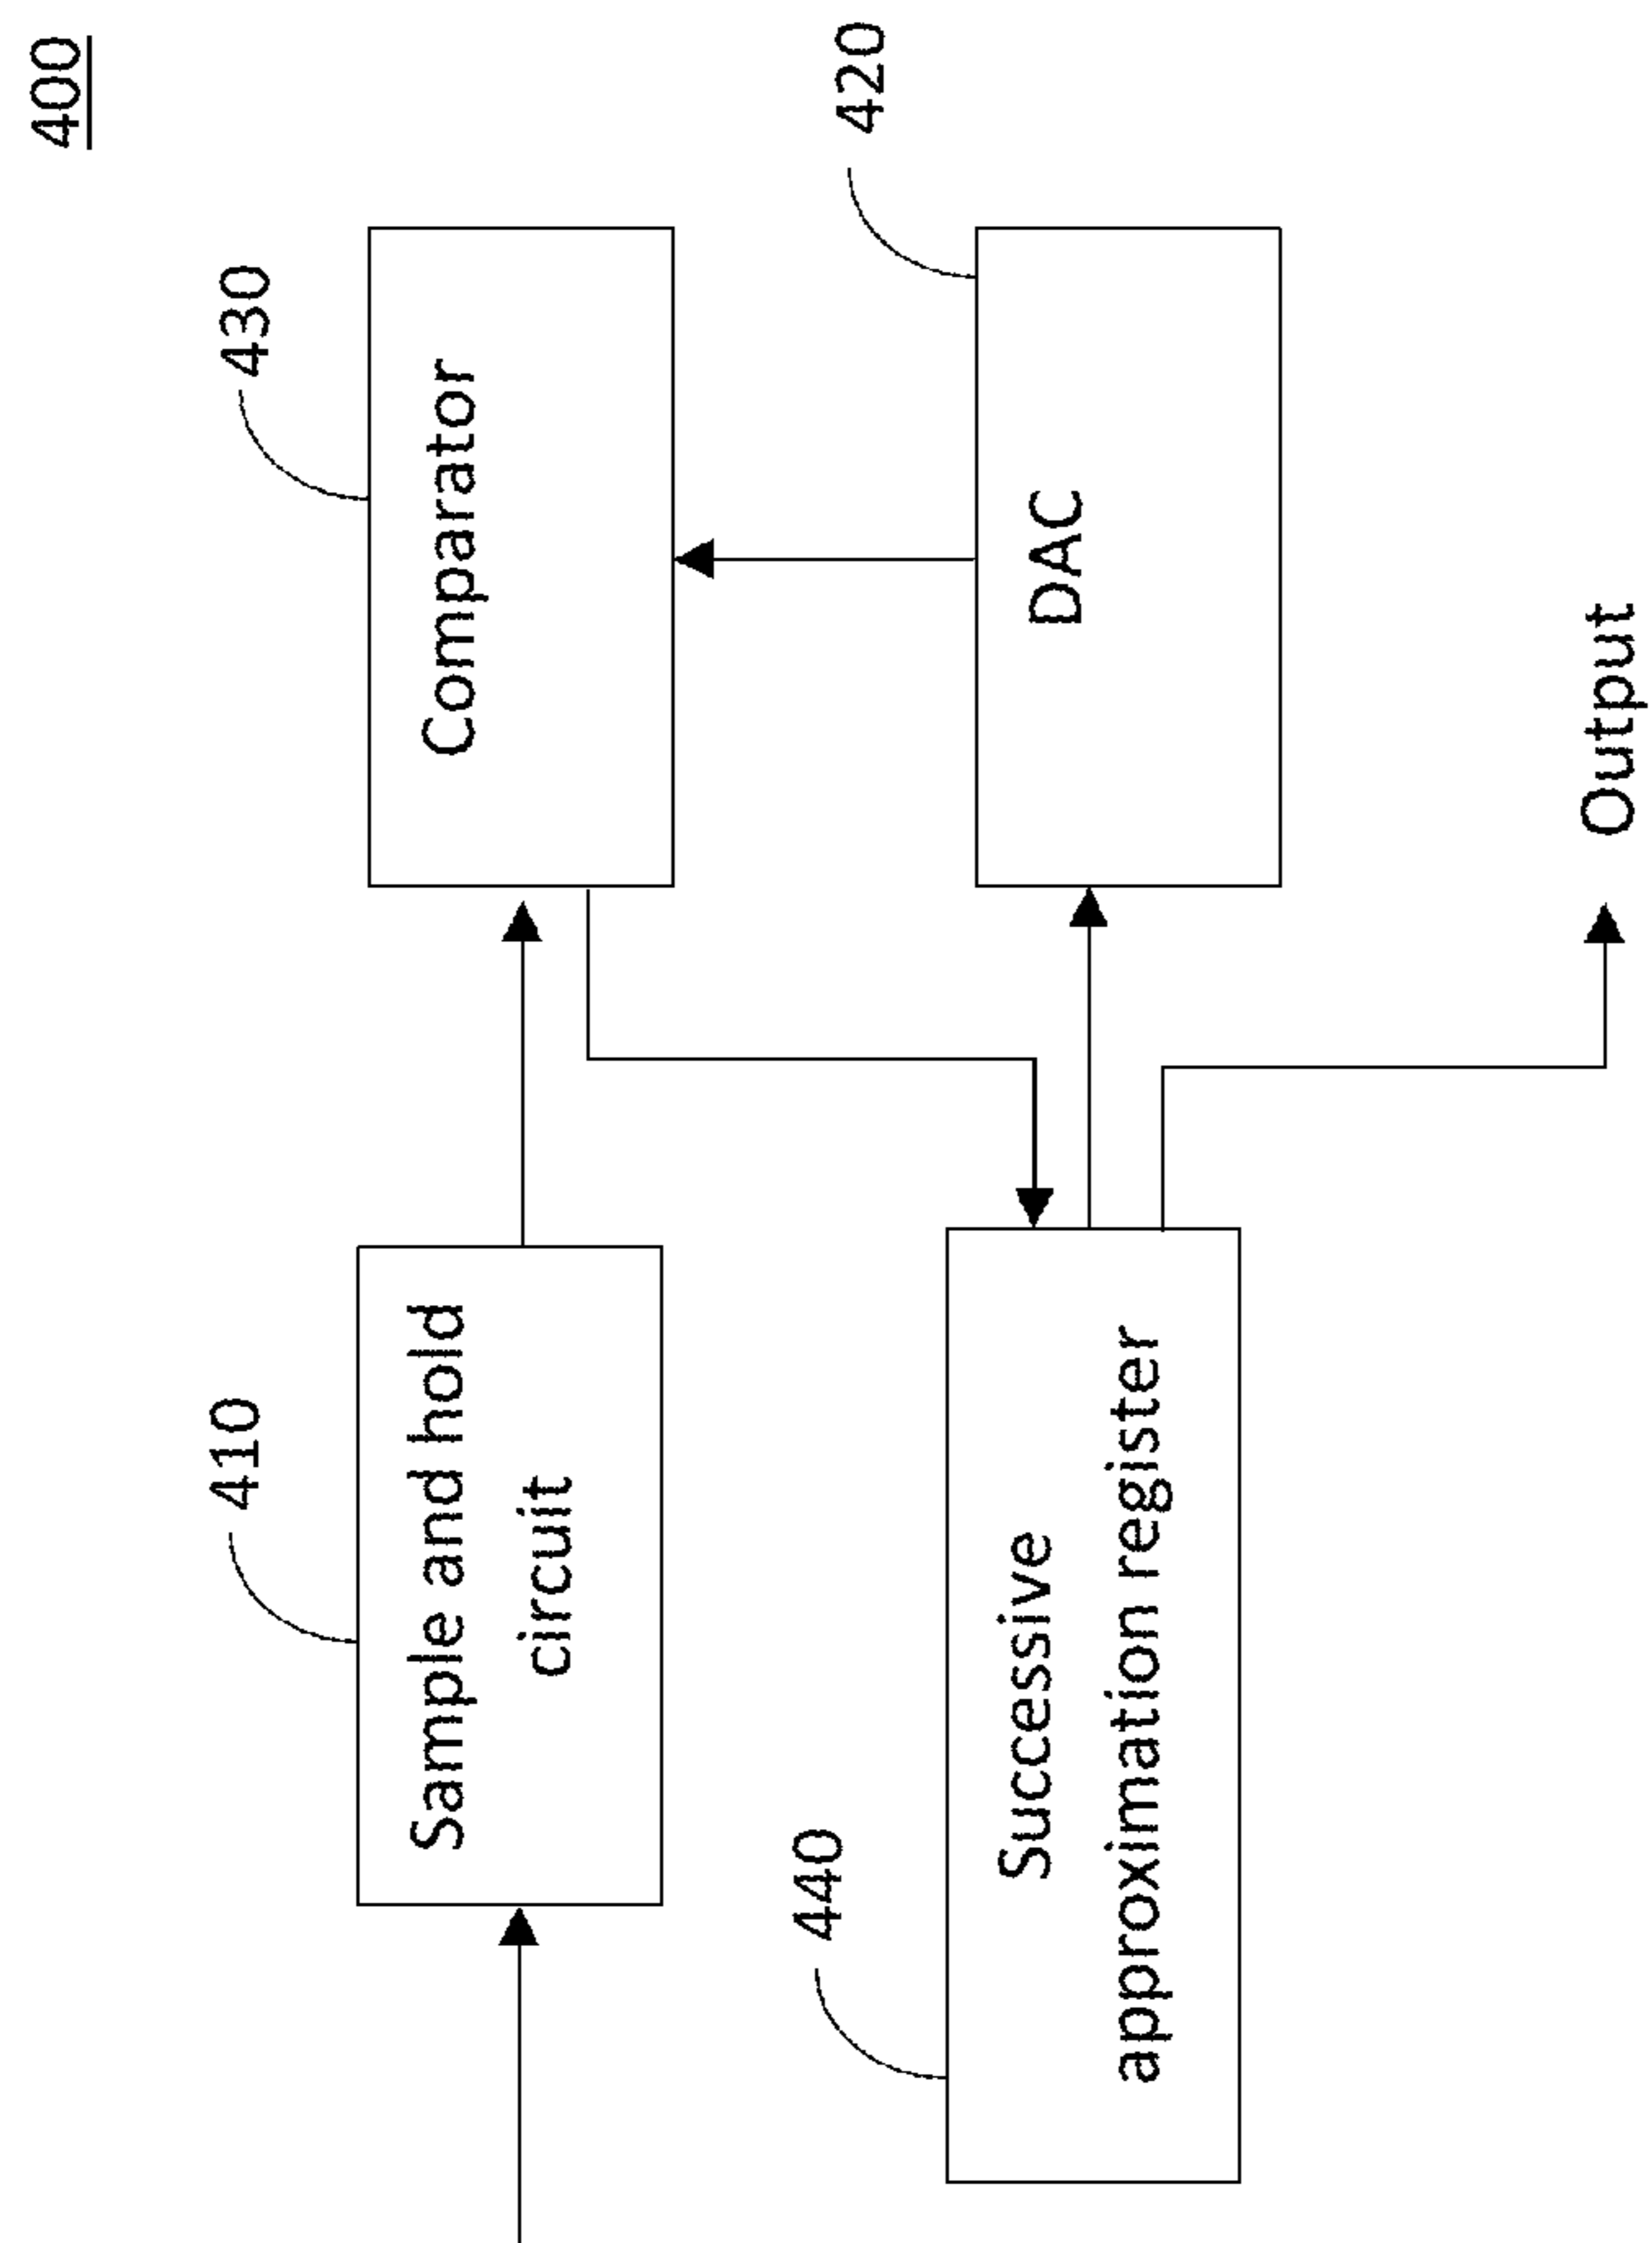 400
410
Sample and hold
circuit
430
Comparator
440
Successive
approximation register
420
DAC
Output